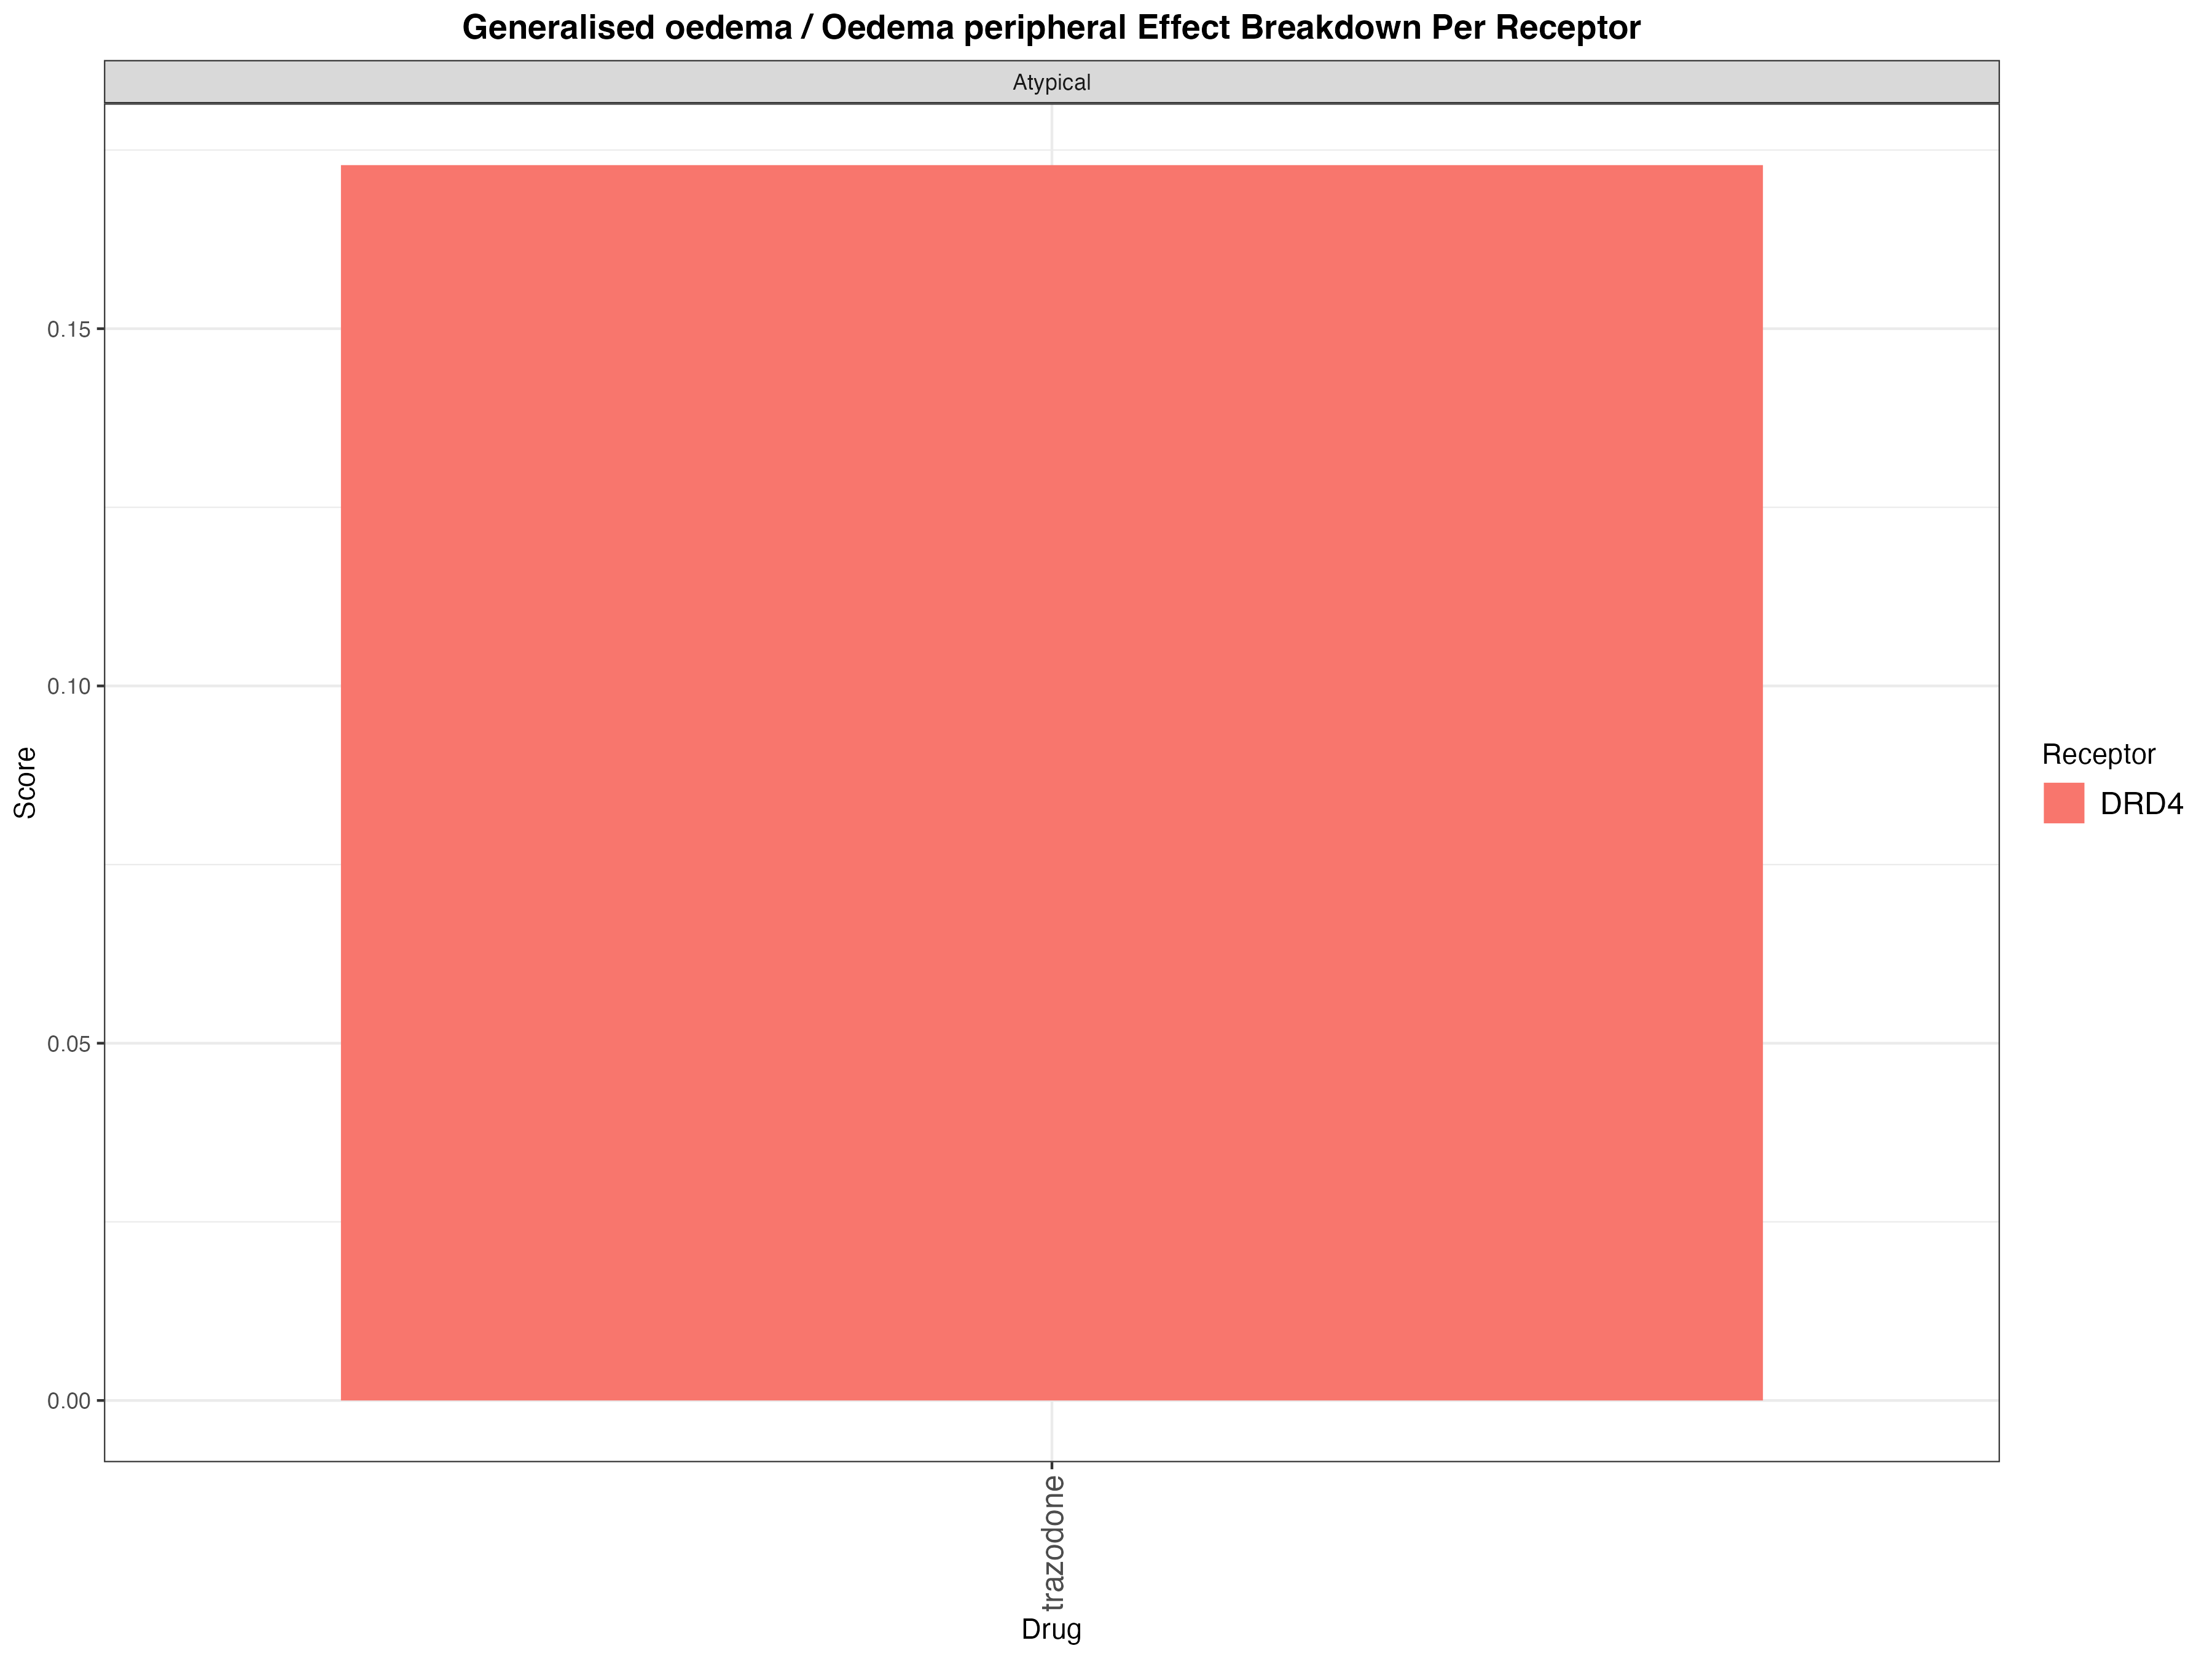 Generalised oedema / Oedema peripheral Effect Breakdown Per Receptor
Atypical
0.15
0.10
0.05
0.00
Score
trazodone
Drug
Receptor
DRD4